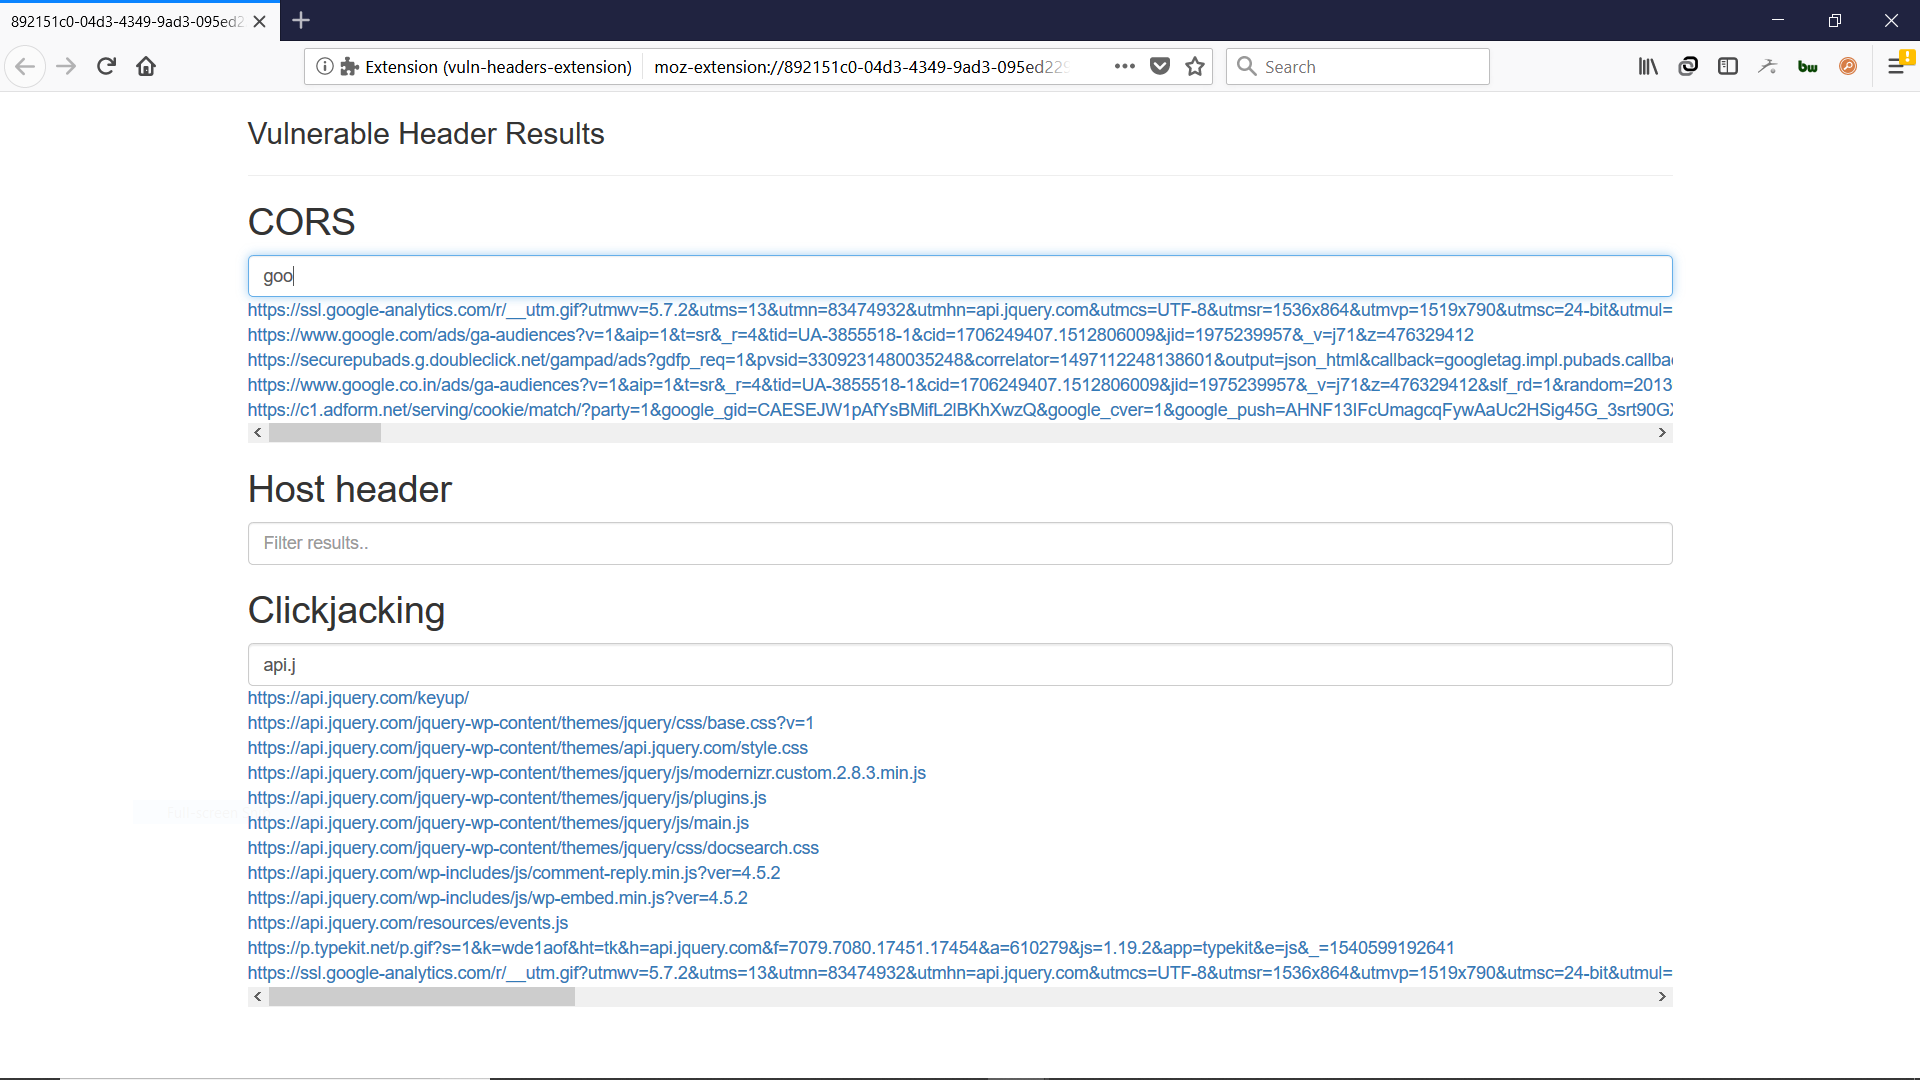 892151c0-04d3-4349-9ad3-095ed2
Extension (vuln-headers-extension) moz-extension://892151c0-04d3-4349-9ad3-095ed229 Search bw
Vulnerable Header Results
CORS
goo
https://ssl.google-analytics.com/r/__utm.gif?utmwv=5.7.2&utms=13&utmn=83474932&utmhn=api.jquery.com&utmcs=UTF-8&utmsr=1536x864&utmvp=1519x790&utmsc=24-bit&utmul=
https://www.google.com/ads/ga-audiences?v=1&aip=1&t=sr&_r=4&tid=UA-3855518-1&cid=1706249407.1512806009&jid=1975239957&_v=j71&z=476329412
https://securepubads.g.doubleclick.net/gampad/ads?gdfp_req=1&pvsid=3309231480035248&correlator=1497112248138601&output=json_html&callback=googletag.impl.pubads.callba
https://www.google.co.in/ads/ga-audiences?v=1&aip=1&t=sr&_r=4&tid=UA-3855518-1&cid=1706249407.1512806009&jid=1975239957&_v=j71&z=476329412&slf_rd=1&random=2013
https://c1.adform.net/serving/cookie/match/?party=1&google_gid=CAESEJW1pAfYsBMifL2lBKhXwzQ&google_cver=1&google_push=AHNF13IFcUmagcqFywAaUc2HSig45G_3srt90GX
Host header
Filter results..
Clickjacking
api.j
https://api.jquery.com/keyup/
https://api.jquery.com/jquery-wp-content/themes/jquery/css/base.css?v=1
https://api.jquery.com/jquery-wp-content/themes/api.jquery.com/style.css
https://api.jquery.com/jquery-wp-content/themes/jquery/js/modernizr.custom.2.8.3.min.js
https://api.jquery.com/jquery-wp-content/themes/jquery/js/plugins.js
https://api.jquery.com/jquery-wp-content/themes/jquery/js/main.js
https://api.jquery.com/jquery-wp-content/themes/jquery/css/docsearch.css
https://api.jquery.com/wp-includes/js/comment-reply.min.js?ver=4.5.2
https://api.jquery.com/wp-includes/js/wp-embed.min.js?ver=4.5.2
https://api.jquery.com/resources/events.js
https://p.typekit.net/p.gif?s=1&k=wde1aof&ht=tk&h=api.jquery.com&f=7079.7080.17451.17454&a=610279&js=1.19.2&app=typekit&e=js&_=1540599192641
https://ssl.google-analytics.com/r/__utm.gif?utmwv=5.7.2&utms=13&utmn=83474932&utmhn=api.jquery.com&utmcs=UTF-8&utmsr=1536x864&utmvp=1519x790&utmsc=24-bit&utmul=